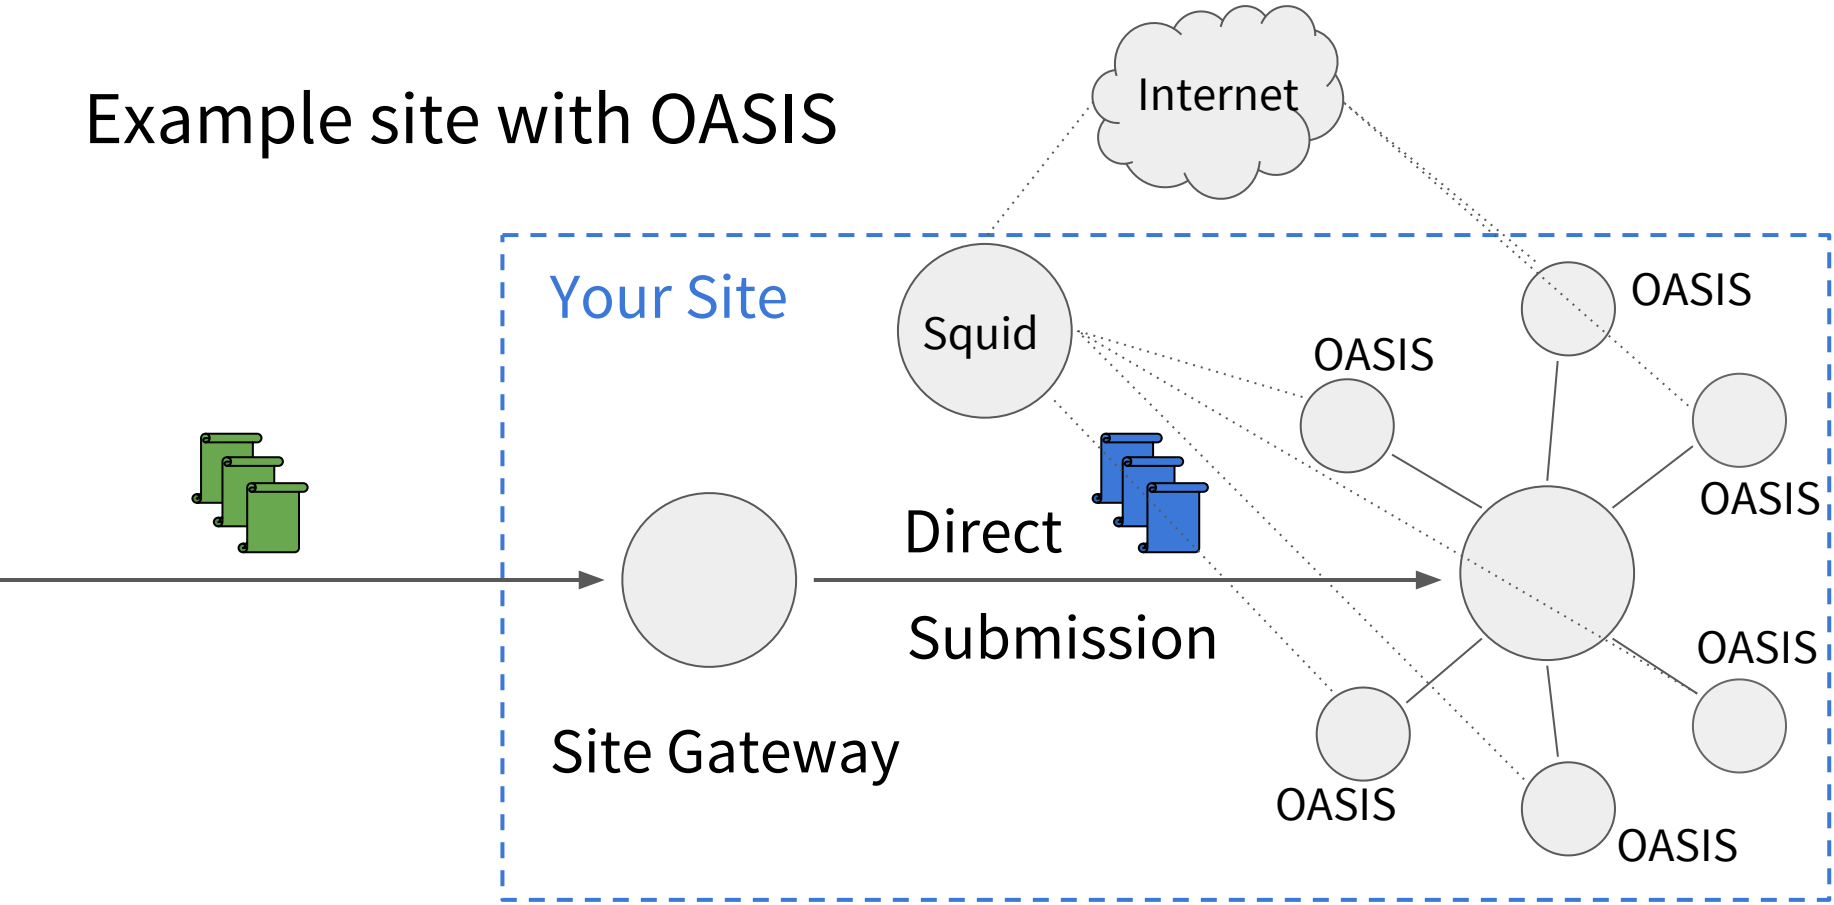 Example site with OASIS
Internet
Your Site
Squid
OASIS
OASIS
OASIS
Direct
Submission
OASIS
Site Gateway
OASIS
OASIS